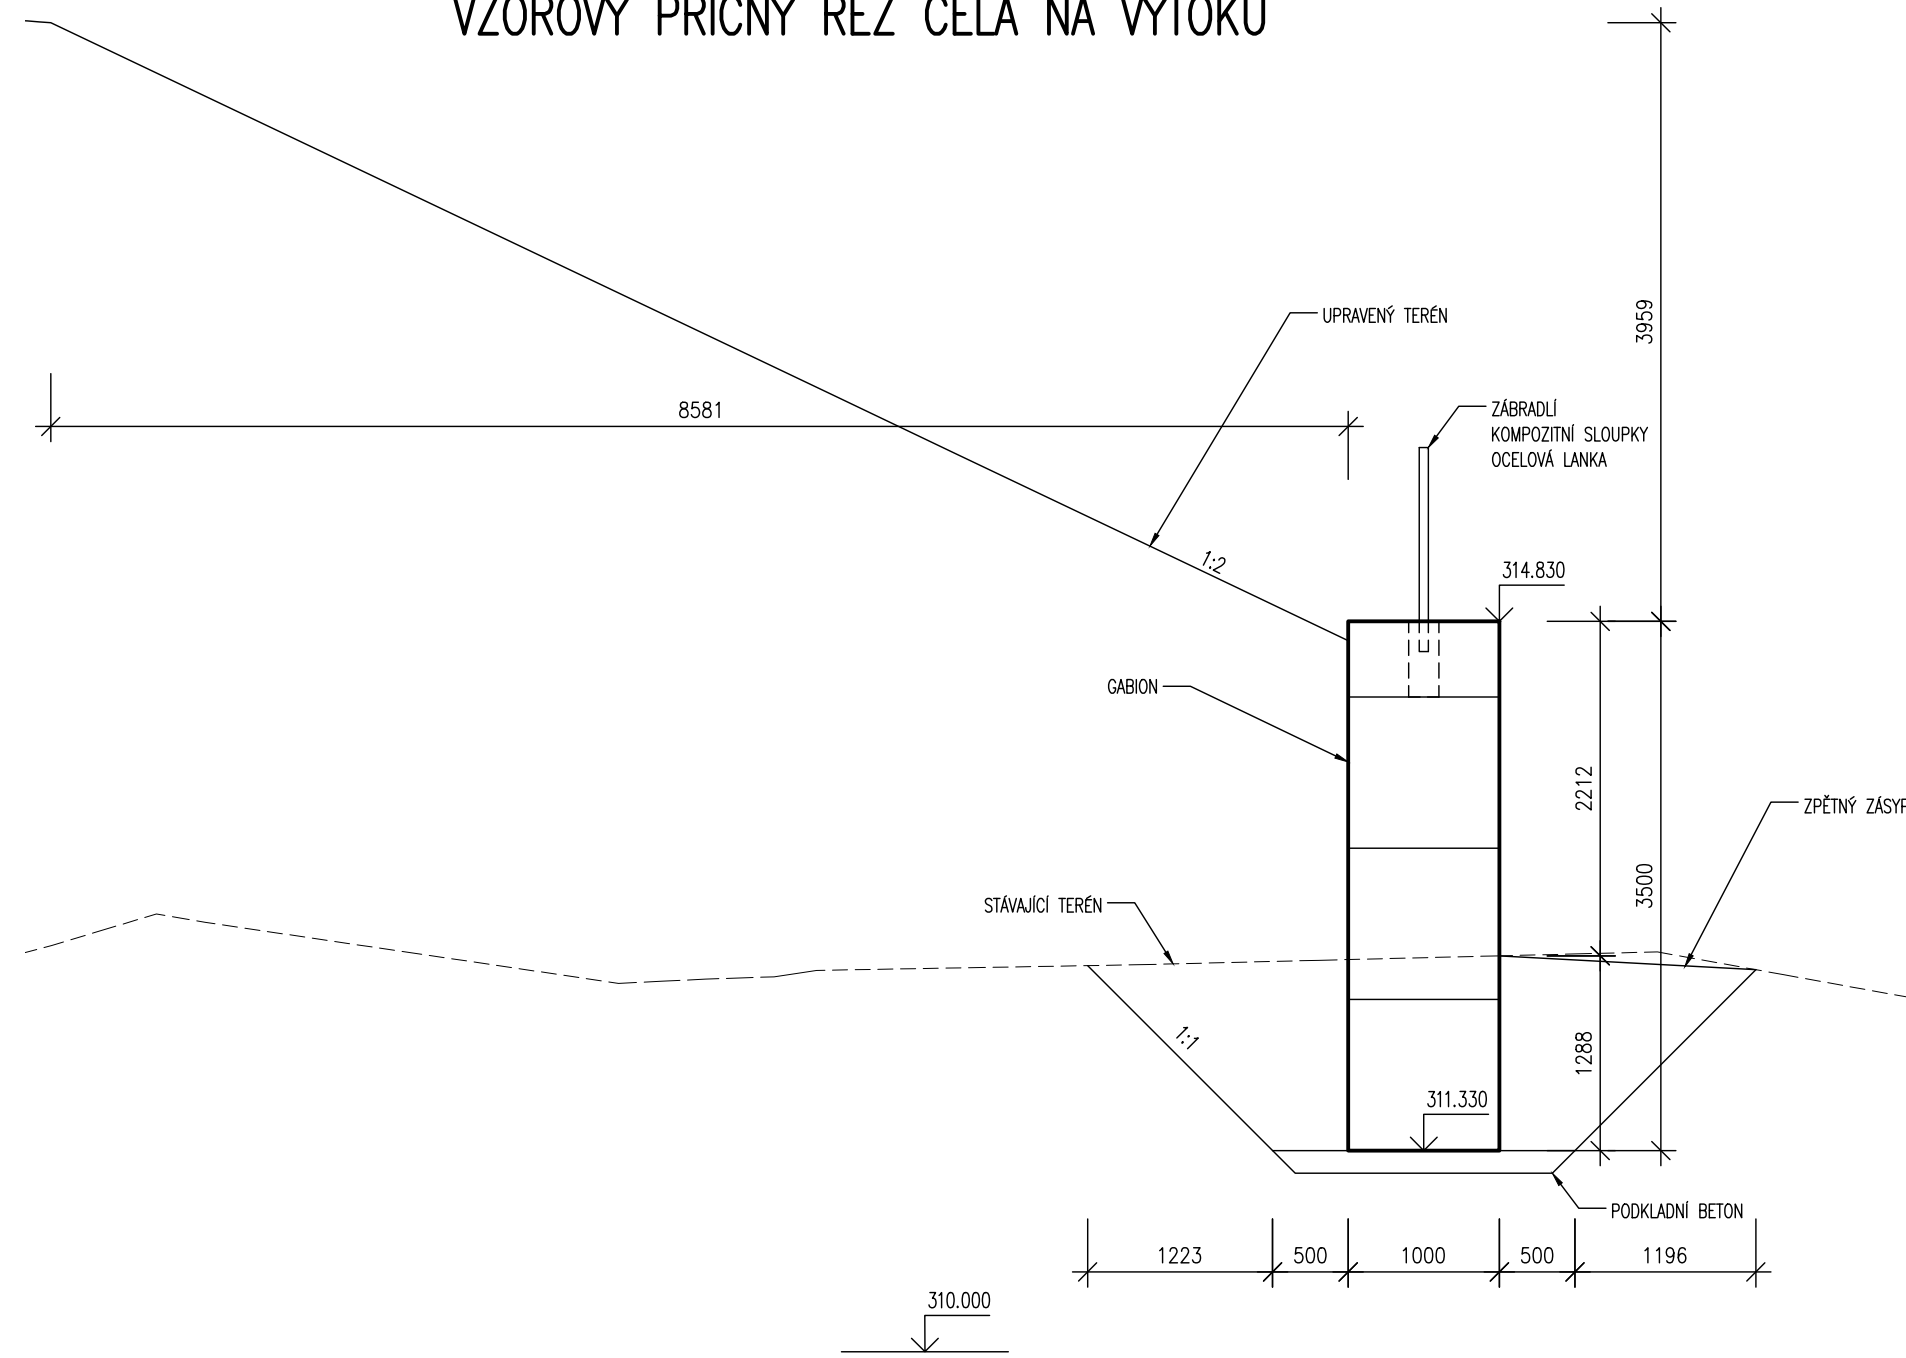 VZOROVÝ PŘÍČNÝ ŘEZ ČELA NA VÝTOKU
3959
UPRAVENÝ TERÉN
8581
ZÁBRADLÍ
KOMPOZITNÍ SLOUPKY
OCELOVÁ LANKA
1:2
314.830
GABION
2212
ZPĚTNÝ ZÁSYP
3500
STÁVAJÍCÍ TERÉN
1:1
1288
311.330
PODKLADNÍ BETON
1223 500 1000 500 1196
310.000